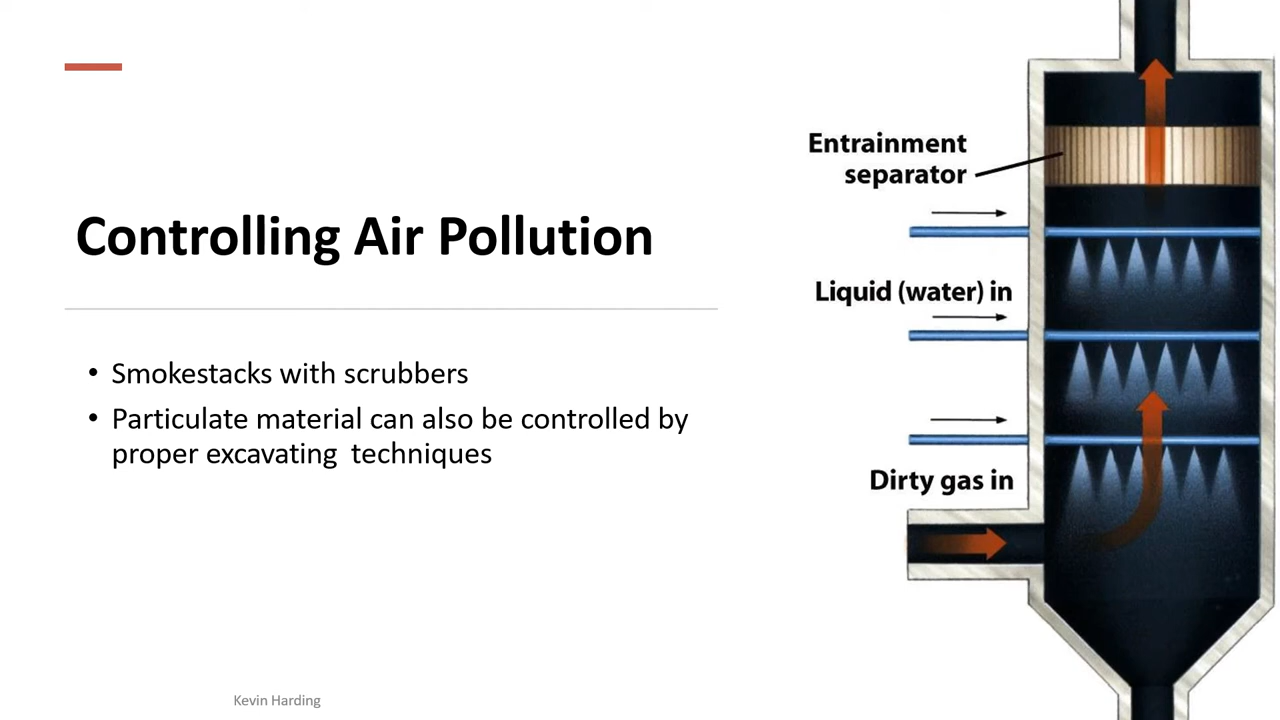 Controlling Air Pollution
• Smokestacks with scrubbers
• Particulate material can also be controlled by
proper excavating  techniques
Entrainment
separator
Liquid (water) in
Dirty gas in
Kevin Harding